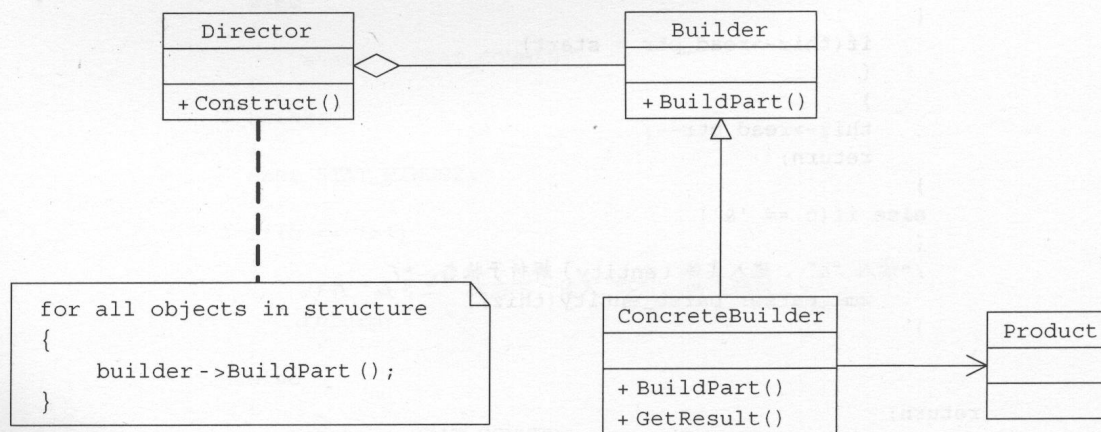 Director
+Construct()
Builder
+BuildPart()
for all objects in structure
{
builder->BuildPart();
}
ConcreteBuilder
+BuildPart()
+GetResult()
Product